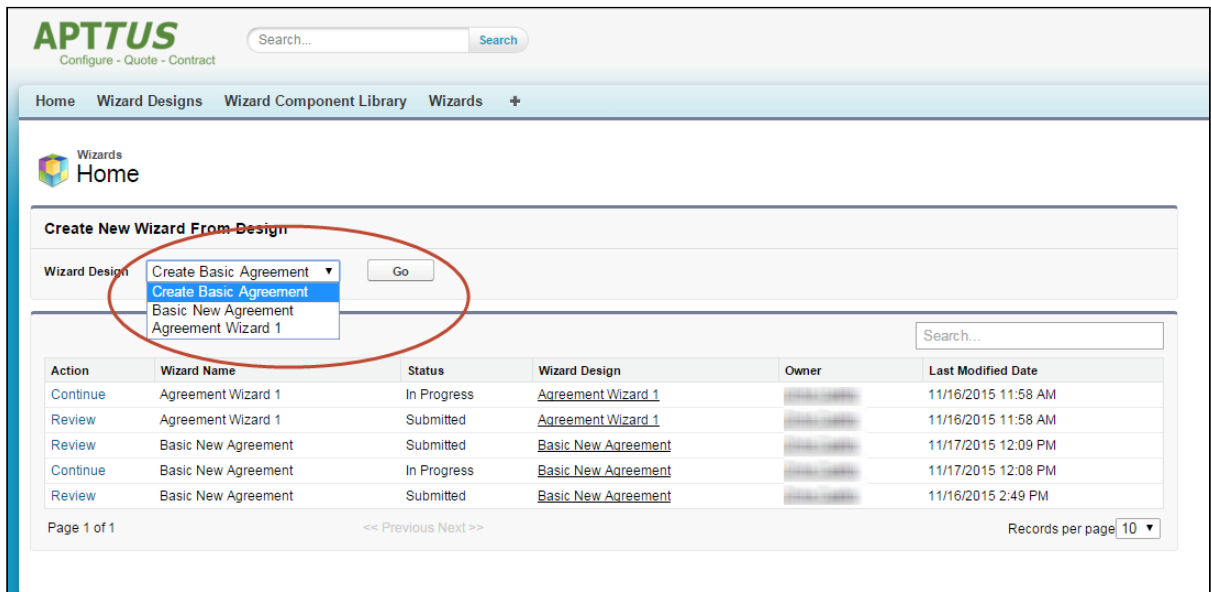 APTTUS
Configure - Quote - Contract
Search... Search
Home Wizard Designs Wizard Component Library Wizards +
Wizards
Home
Create New Wizard From Design
Wizard Design Create Basic Agreement ▼ Go
Create Basic Agreement
Basic New Agreement
Agreement Wizard 1
Search...
Action Wizard Name Status Wizard Design Owner Last Modified Date
Continue Agreement Wizard 1 In Progress Agreement Wizard 1 11/16/2015 11:58 AM
Review Agreement Wizard 1 Submitted Agreement Wizard 1 11/16/2015 11:58 AM
Review Basic New Agreement Submitted Basic New Agreement 11/17/2015 12:09 PM
Continue Basic New Agreement In Progress Basic New Agreement 11/17/2015 12:08 PM
Review Basic New Agreement Submitted Basic New Agreement 11/16/2015 2:49 PM
Page 1 of 1 << Previous Next >> Records per page 10 ▼